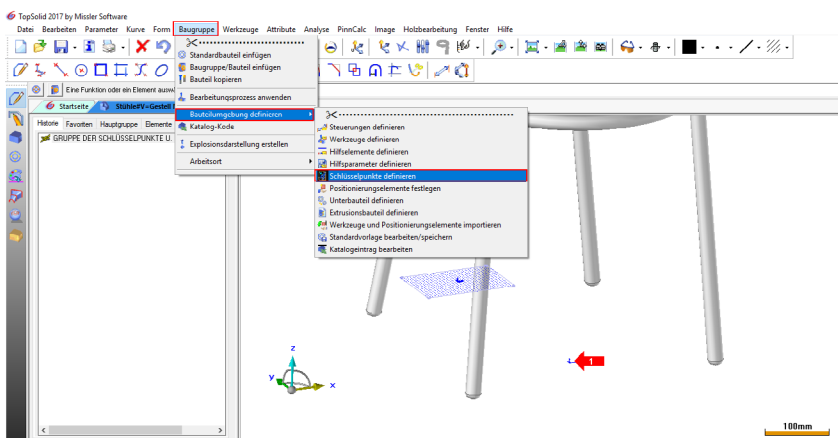 TopSolid 2017 by Missler Software
Datei Bearbeiten Parameter Kurve Form Baugruppe Werkzeuge Attribute Analyse PinnCalc Image Holzbearbeitung Fenster Hilfe
Standardbauteil einfügen
Baugruppe/Bauteil einfügen
Bauteil kopieren
Bearbeitungsprozess anwenden
Bauteilumgebung definieren
Katalog-Kode
Explosionsdarstellung erstellen
Arbeitsort
Eine Funktion oder ein Element ausw
Startseite Stühle#V=Gestell
Historie Favoriten Hauptgruppe Elemente
GRUPPE DER SCHLÜSSELPUNKTE U.
Steuerungen definieren
Werkzeuge definieren
Hilfselemente definieren
Hilfsparameter definieren
Schlüsselpunkte definieren
Positionierungselemente festlegen
Unterbauteil definieren
Extrusionsbauteil definieren
Werkzeuge und Positionierungselemente importieren
Standardvorlage bearbeiten/speichern
Katalogeintrag bearbeiten
1
z
y
x
100mm